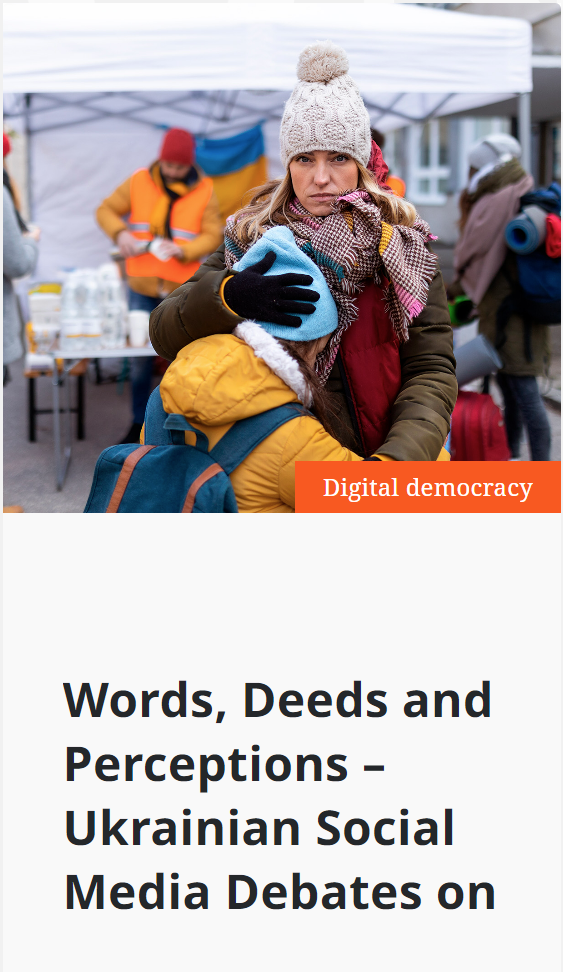 Digital democracy
Words, Deeds and
Perceptions –
Ukrainian Social
Media Debates on